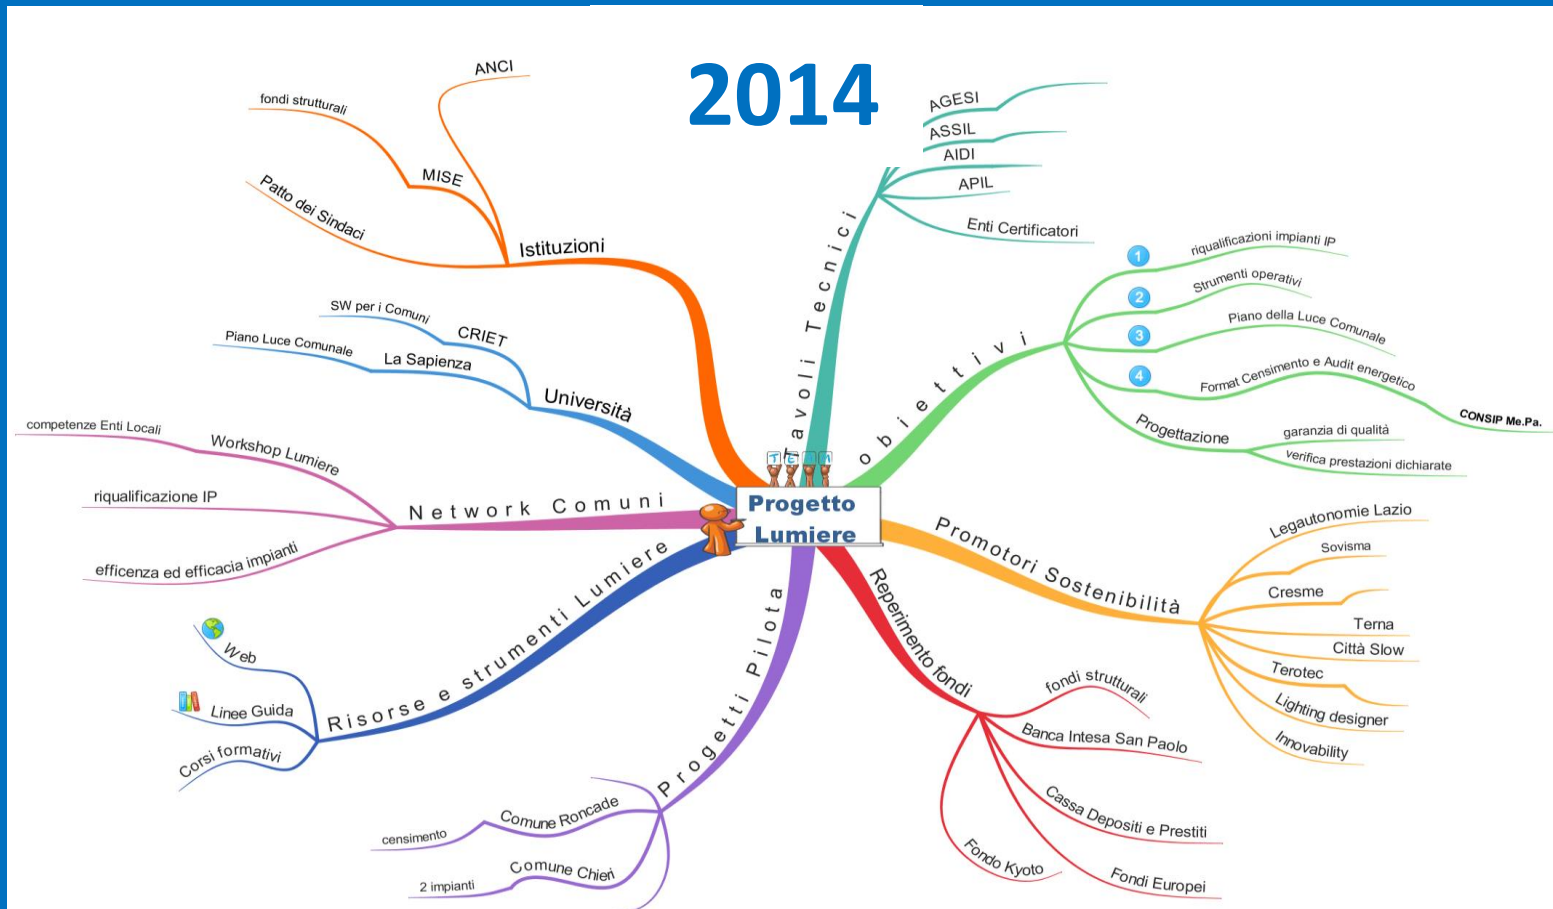 2014
ANCI
fondi strutturali
MISE
Patto dei Sindaci
Istituzioni
SW per i Comuni
CRIET
Piano Luce Comunale
La Sapienza
Università
competenze Enti Locali
Workshop Lumiere
riqualificazione IP
efficenza ed efficacia impianti
Network Comuni
Web
Linee Guida
Corsi formativi
Risorse e strumenti Lumiere
Comune Roncade
censimento
Comune Chieri
2 impianti
Progetti Pilota
TEAM
Progetto
Lumiere
Tavoli Tecnici
AGESI
ASSIL
AIDI
APIL
Enti Certificatori
obiettivi
1
riqualificazioni impianti IP
2
Strumenti operativi
3
Piano della Luce Comunale
4
Format Censimento e Audit energetico
CONSIP Me.Pa.
Progettazione
garanzia di qualità
verifica prestazioni dichiarate
Promotori Sostenibilità
Legautonomie Lazio
Sovisma
Cresme
Terna
Città Slow
Terotec
Lighting designer
Innovability
Reperimento fondi
fondi strutturali
Banca Intesa San Paolo
Cassa Depositi e Prestiti
Fondi Europei
Fondo Kyoto